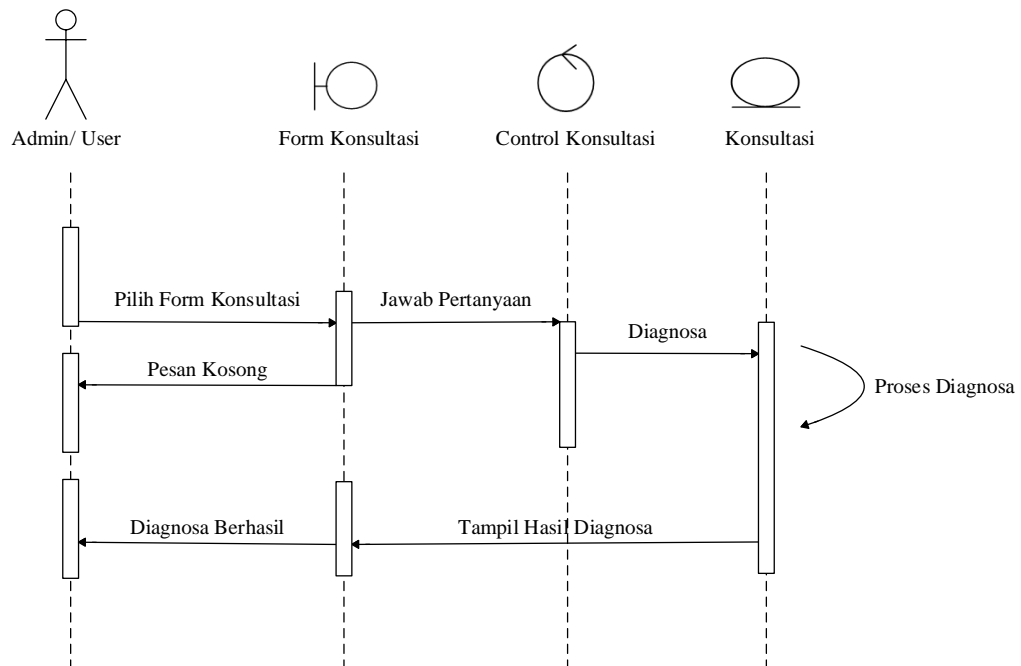 Admin/ User
Form Konsultasi
Control Konsultasi
Konsultasi
Pilih Form Konsultasi
Jawab Pertanyaan
Diagnosa
Pesan Kosong
Proses Diagnosa
Diagnosa Berhasil
Tampil Hasil Diagnosa